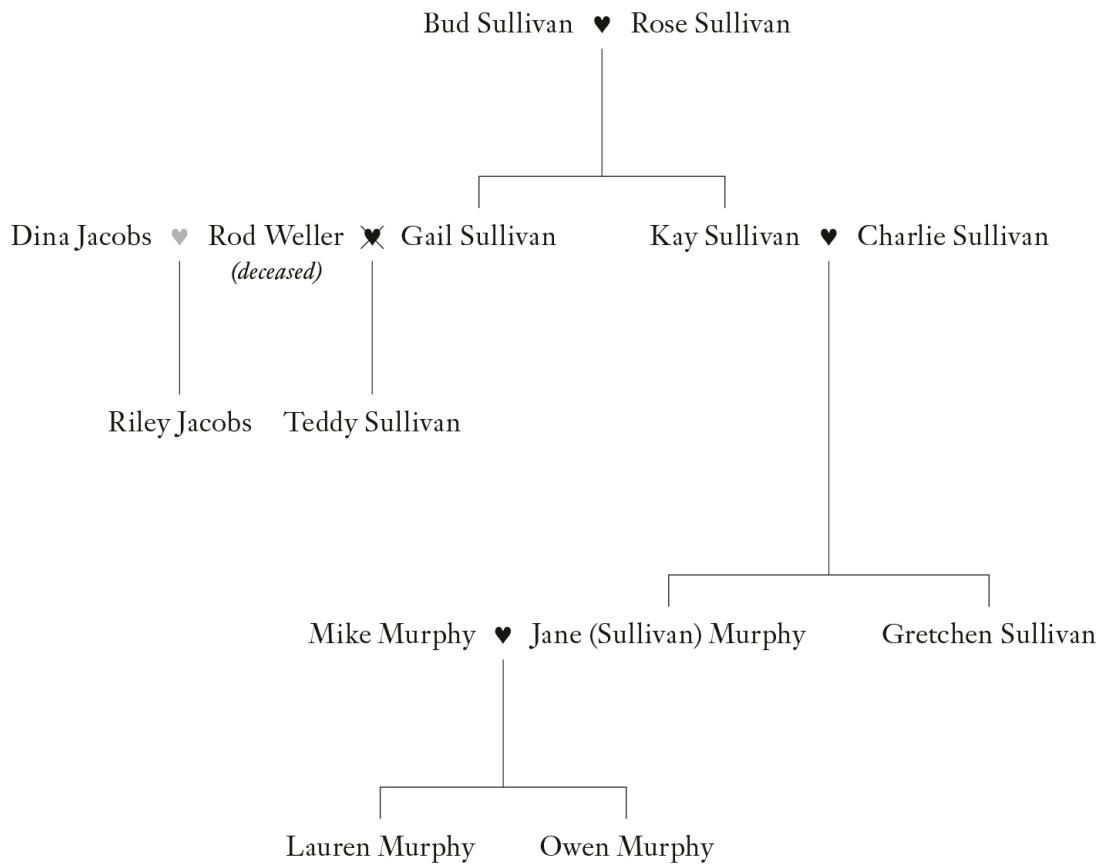 Bud Sullivan ♥ Rose Sullivan
Dina Jacobs ♥ Rod Weller ♥ Gail Sullivan Kay Sullivan ♥ Charlie Sullivan
(deceased)
Riley Jacobs Teddy Sullivan
Mike Murphy ♥ Jane (Sullivan) Murphy Gretchen Sullivan
Lauren Murphy Owen Murphy